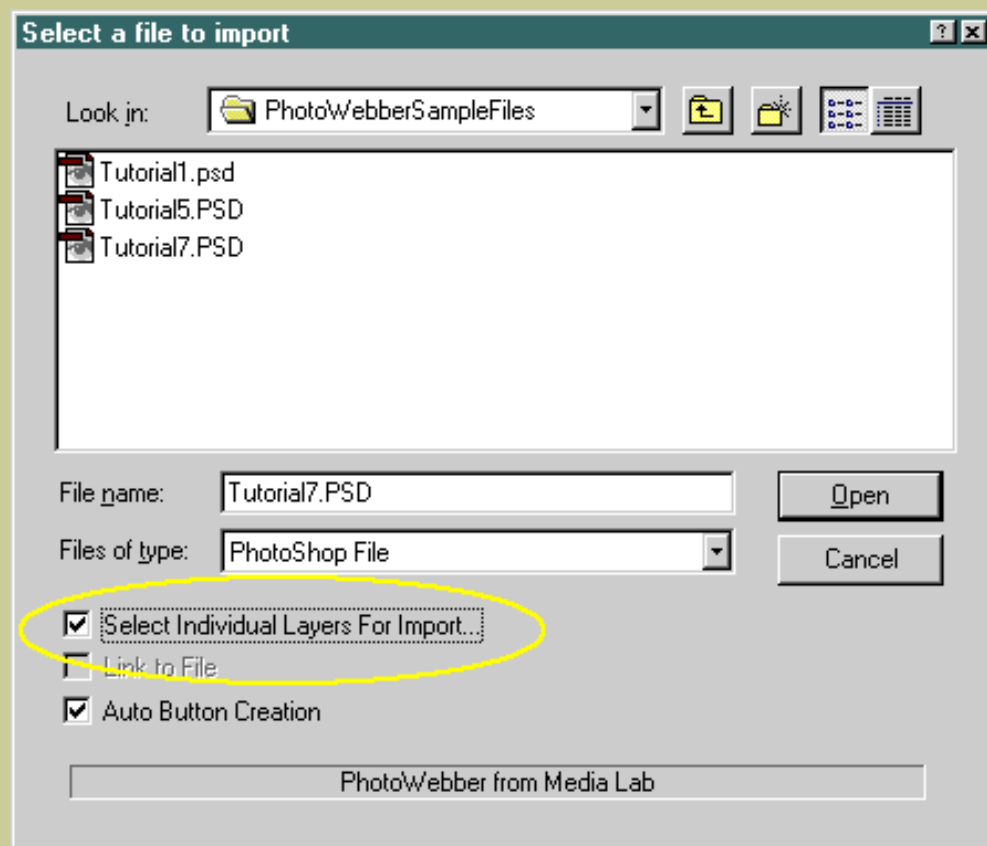 Select a file to import
Look in: PhotoWebberSampleFiles
Tutorial1.psd
Tutorial5.PSD
Tutorial7.PSD
File name: Tutorial7.PSD Open
Files of type: PhotoShop File Cancel
Select Individual Layers For Import...
Link to File
Auto Button Creation
PhotoWebber from Media Lab